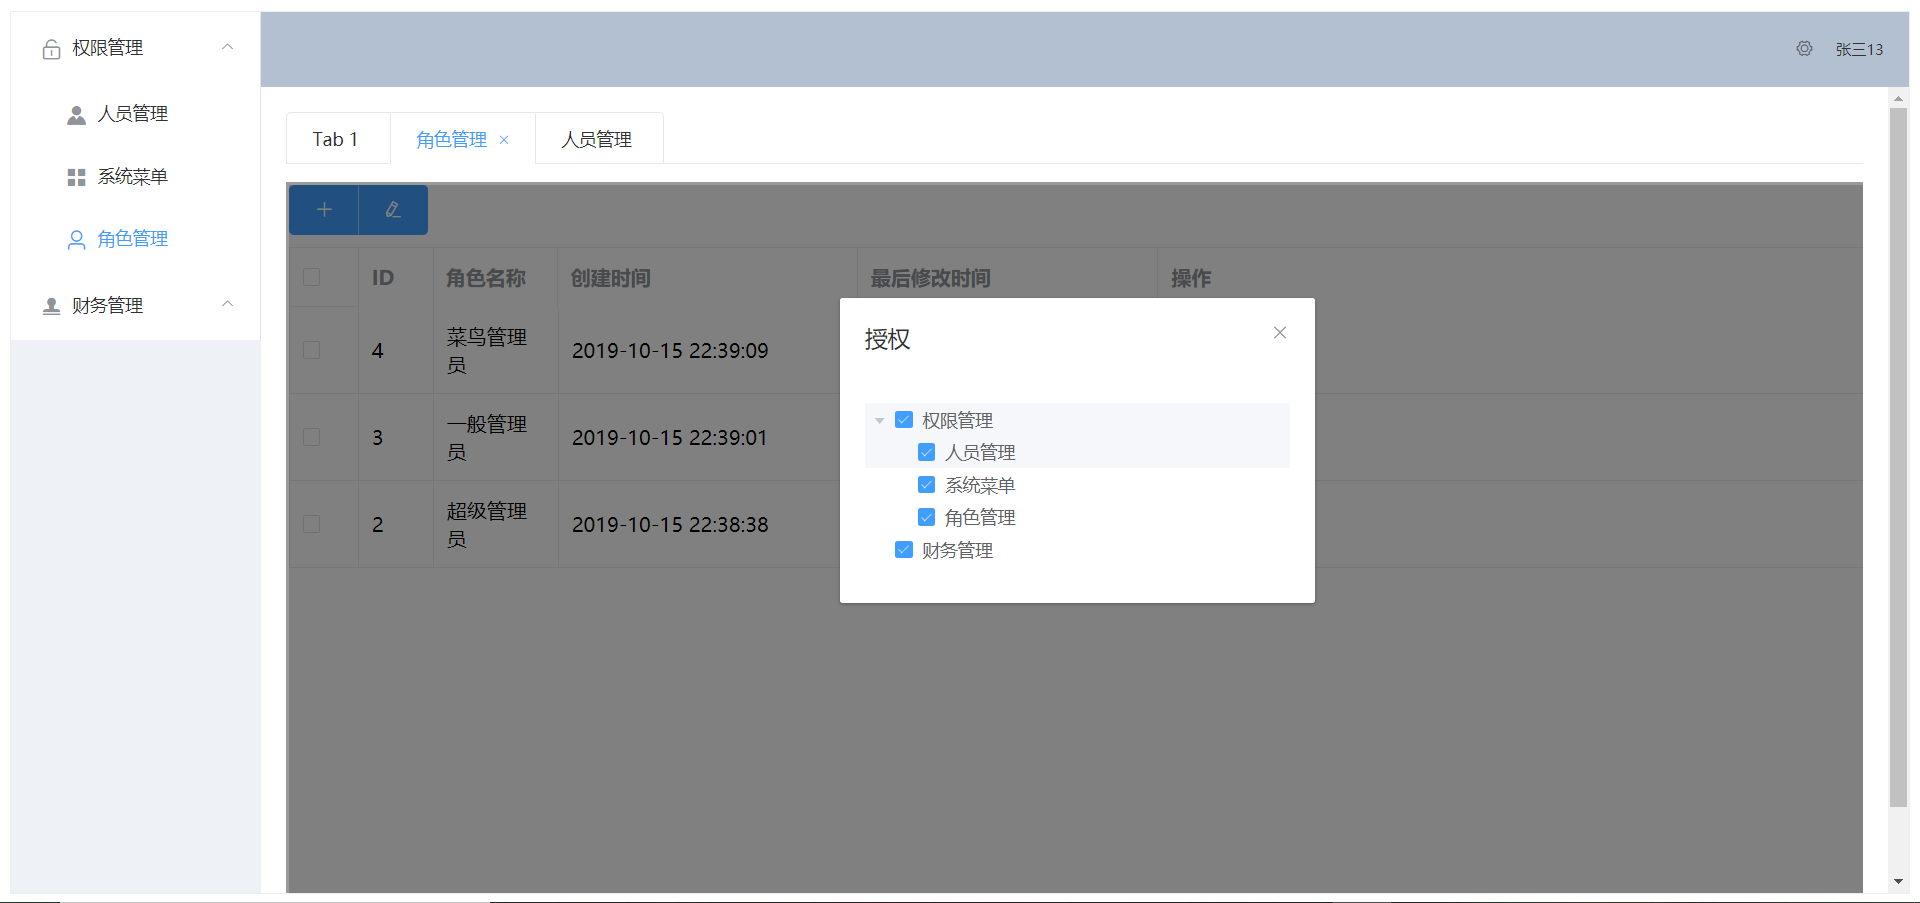 权限管理
人员管理
系统菜单
角色管理
财务管理
张三13
Tab 1
角色管理
人员管理
ID
角色名称
创建时间
最后修改时间
操作
4
菜鸟管理
员
2019-10-15 22:39:09
3
一般管理
员
2019-10-15 22:39:01
2
超级管理
员
2019-10-15 22:38:38
授权
权限管理
人员管理
系统菜单
角色管理
财务管理